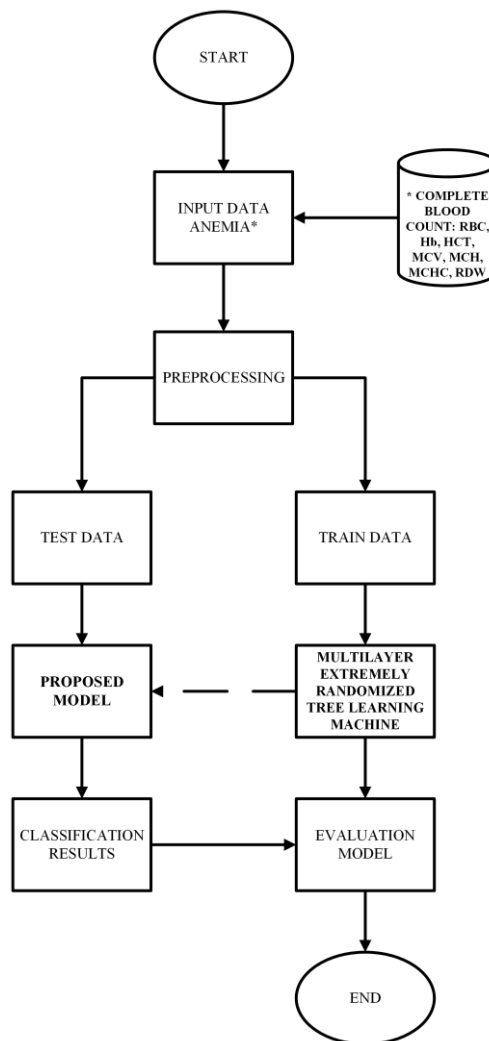 START
INPUT DATA
ANEMIA*
* COMPLETE
BLOOD
COUNT: RBC,
Hb, HCT,
MCV, MCH,
MCHC, RDW
PREPROCESSING
TEST DATA
TRAIN DATA
PROPOSED
MODEL
MULTILAYER
EXTREMELY
RANDOMIZED
TREE LEARNING
MACHINE
CLASSIFICATION
RESULTS
EVALUATION
MODEL
END